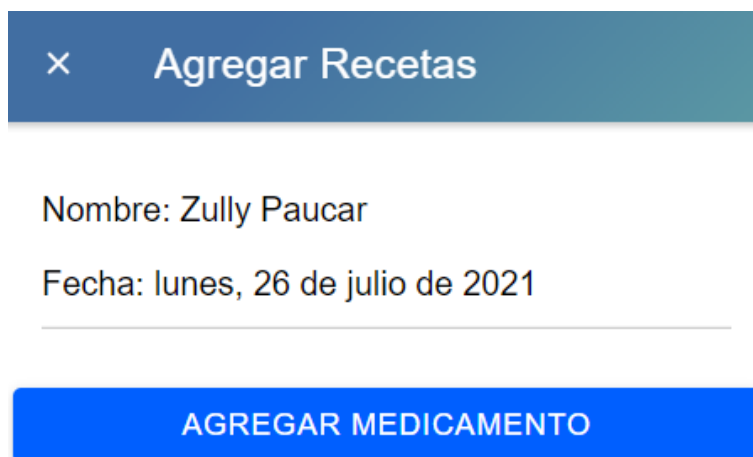 × Agregar Recetas
Nombre: Zully Paucar
Fecha: lunes, 26 de julio de 2021
AGREGAR MEDICAMENTO